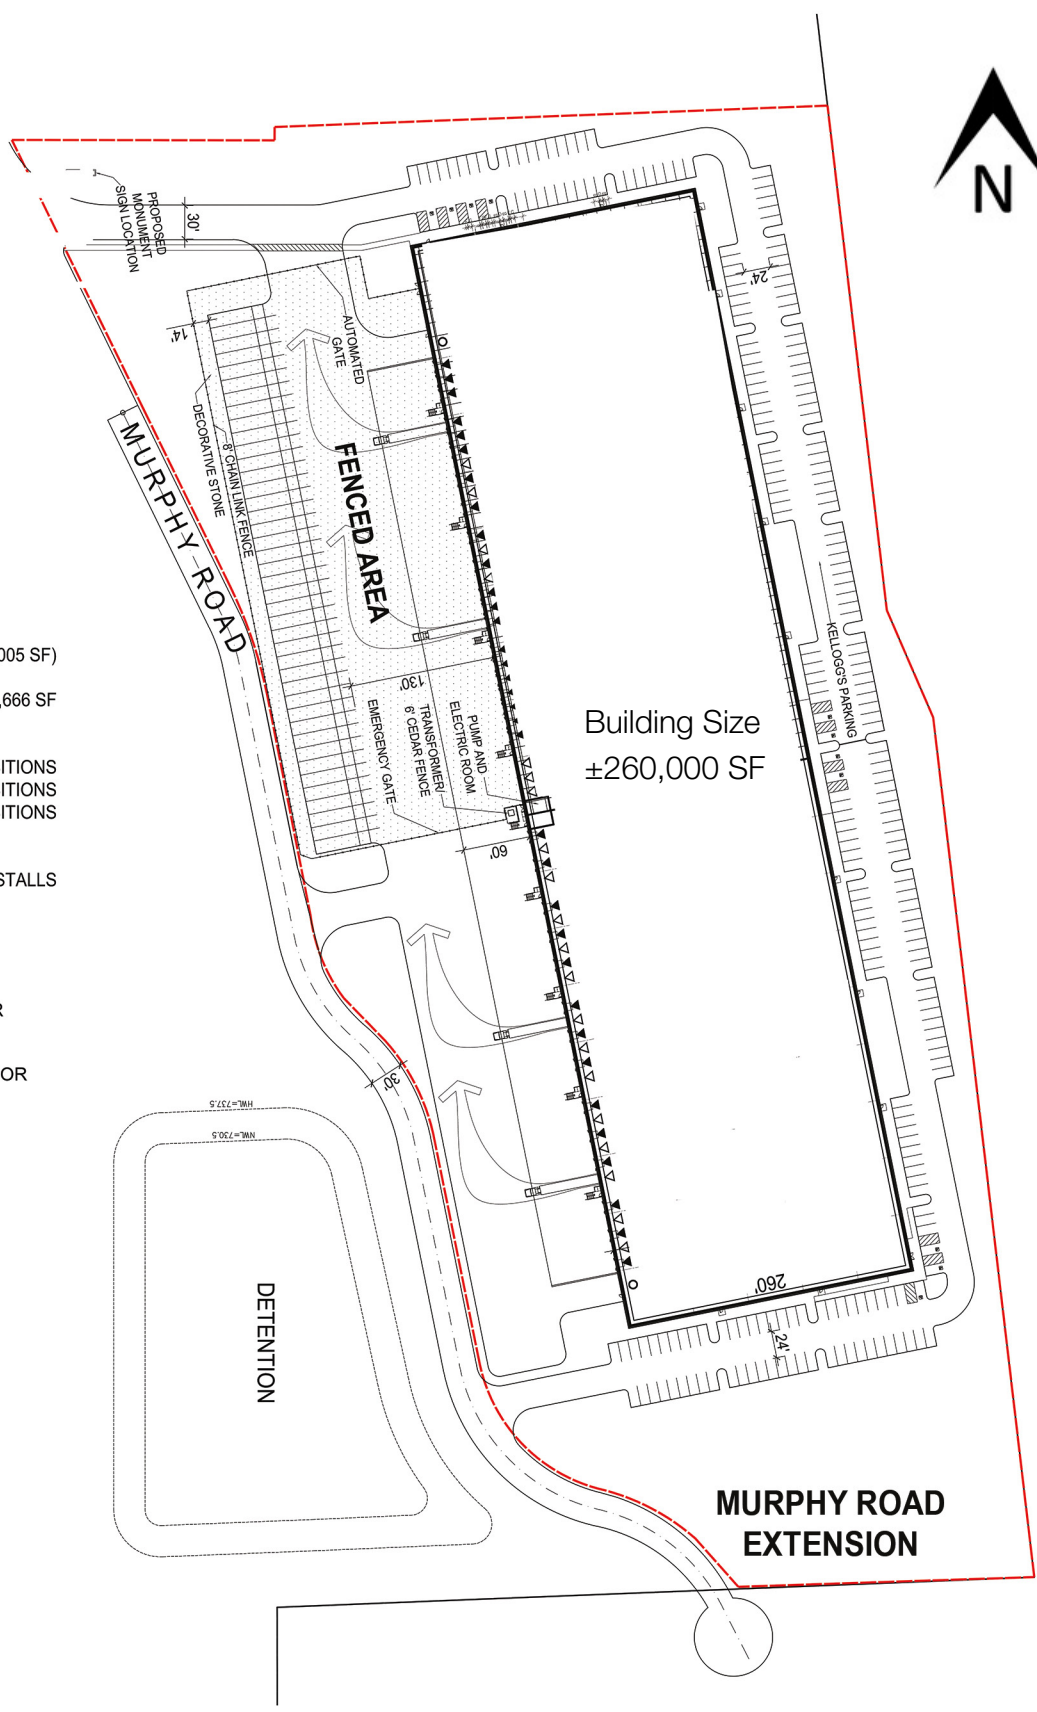 N
PROPOSED
MONUMENT
SIGN LOCATION
30'
24'
14'
AUTOMATED
GATE
DECORATIVE STONE
8' CHAIN LINK FENCE
MURPHY ROAD
FENCED AREA
005 SF)
,666 SF
ITIONS
ITIONS
ITIONS
STALLS
R
OR
130'
EMERGENCY GATE
TRANSFORMER/
6' CEDAR FENCE
PUMP AND
ELECTRIC ROOM
60'
KELLOGG'S PARKING
Building Size
±260,000 SF
30'
HWL=737.5
NWL=730.5
DETENTION
260'
24'
MURPHY ROAD
EXTENSION